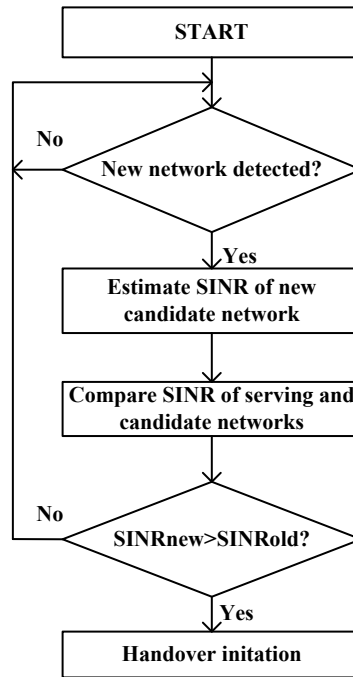 START
No
New network detected?
Yes
Estimate SINR of new
candidate network
Compare SINR of serving and
candidate networks
No
SINRnew>SINRold?
Yes
Handover initation